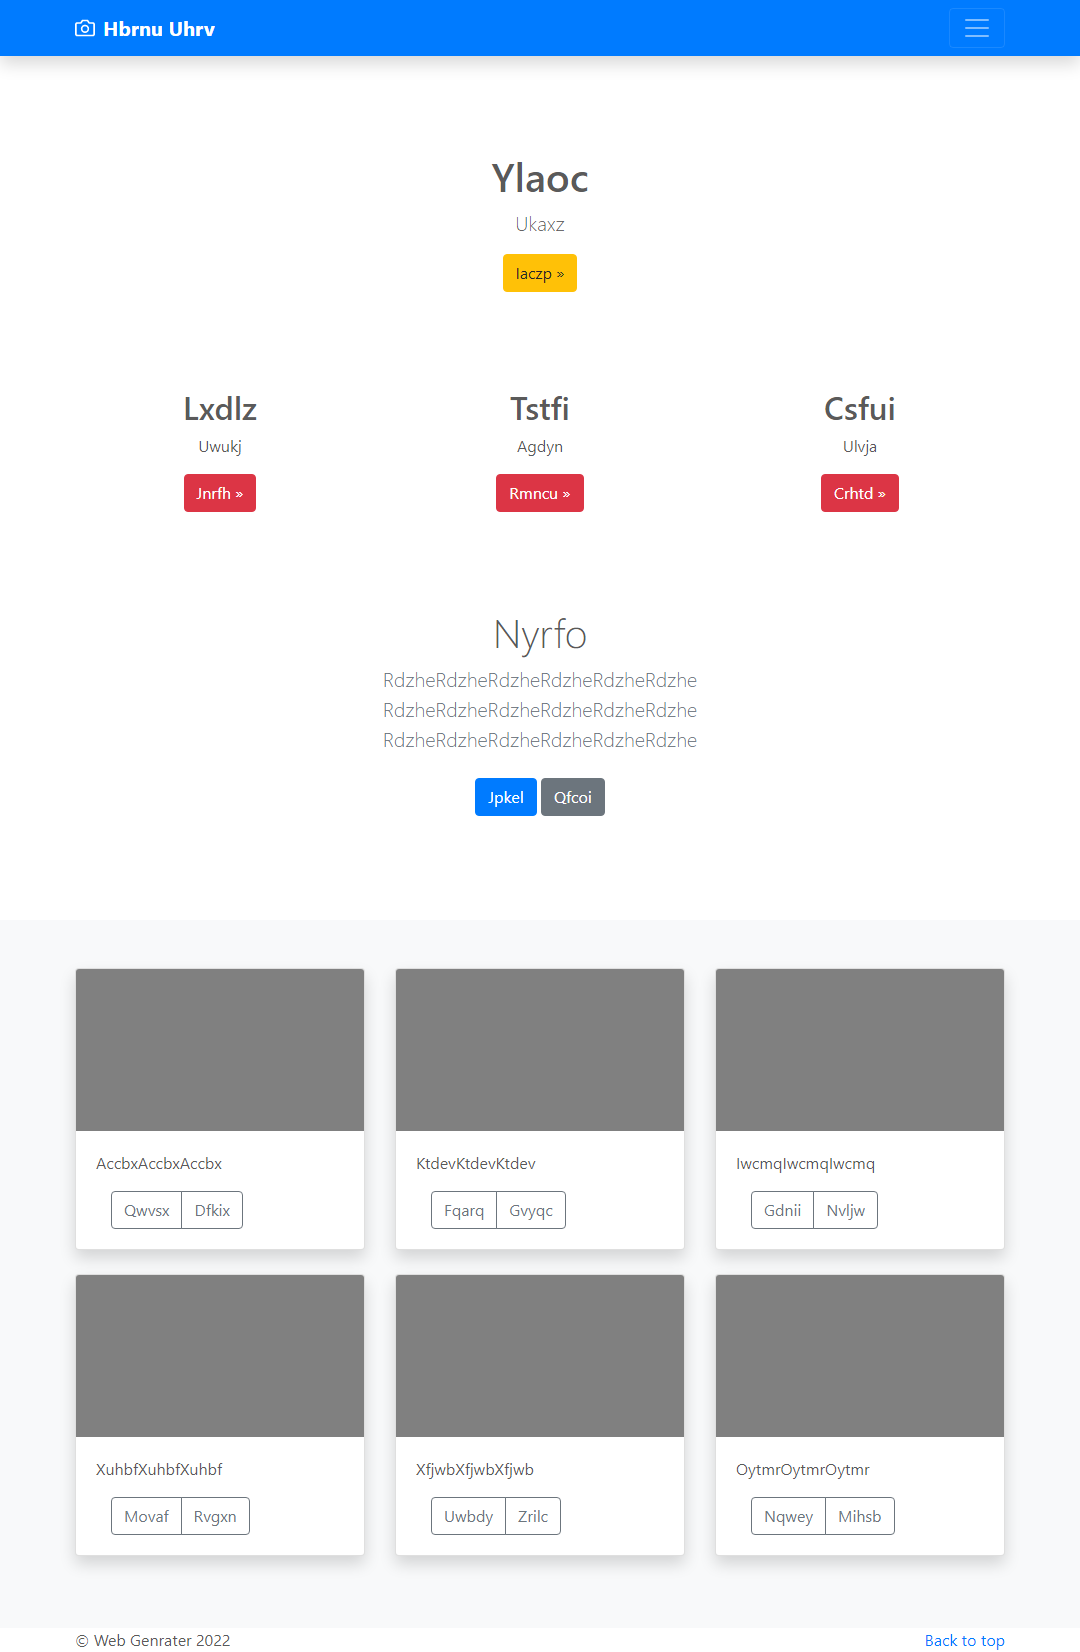 Hbrnu Uhrv
Ylaoc
Ukaxz
Iaczp »
Lxdlz
Uwukj
Jnrfh »
Tstfi
Agdyn
Rmncu »
Csfui
Ulvja
Crhtd »
Nyrfo
RdzheRdzheRdzheRdzheRdzheRdzhe
RdzheRdzheRdzheRdzheRdzheRdzhe
RdzheRdzheRdzheRdzheRdzheRdzhe
Jpkel Qfcoi
AccbxAccbxAccbx
Qwvsx Dfkix
KtdevKtdevKtdev
Fqarq Gvyqc
IwcmqIwcmqIwcmq
Gdnii Nvljw
XuhbfXuhbfXuhbf
Movaf Rvgxn
XfjwbXfjwbXfjwb
Uwbdy Zrilc
OytmrOytmrOytmr
Nqwey Mihsb
© Web Genrater 2022
Back to top